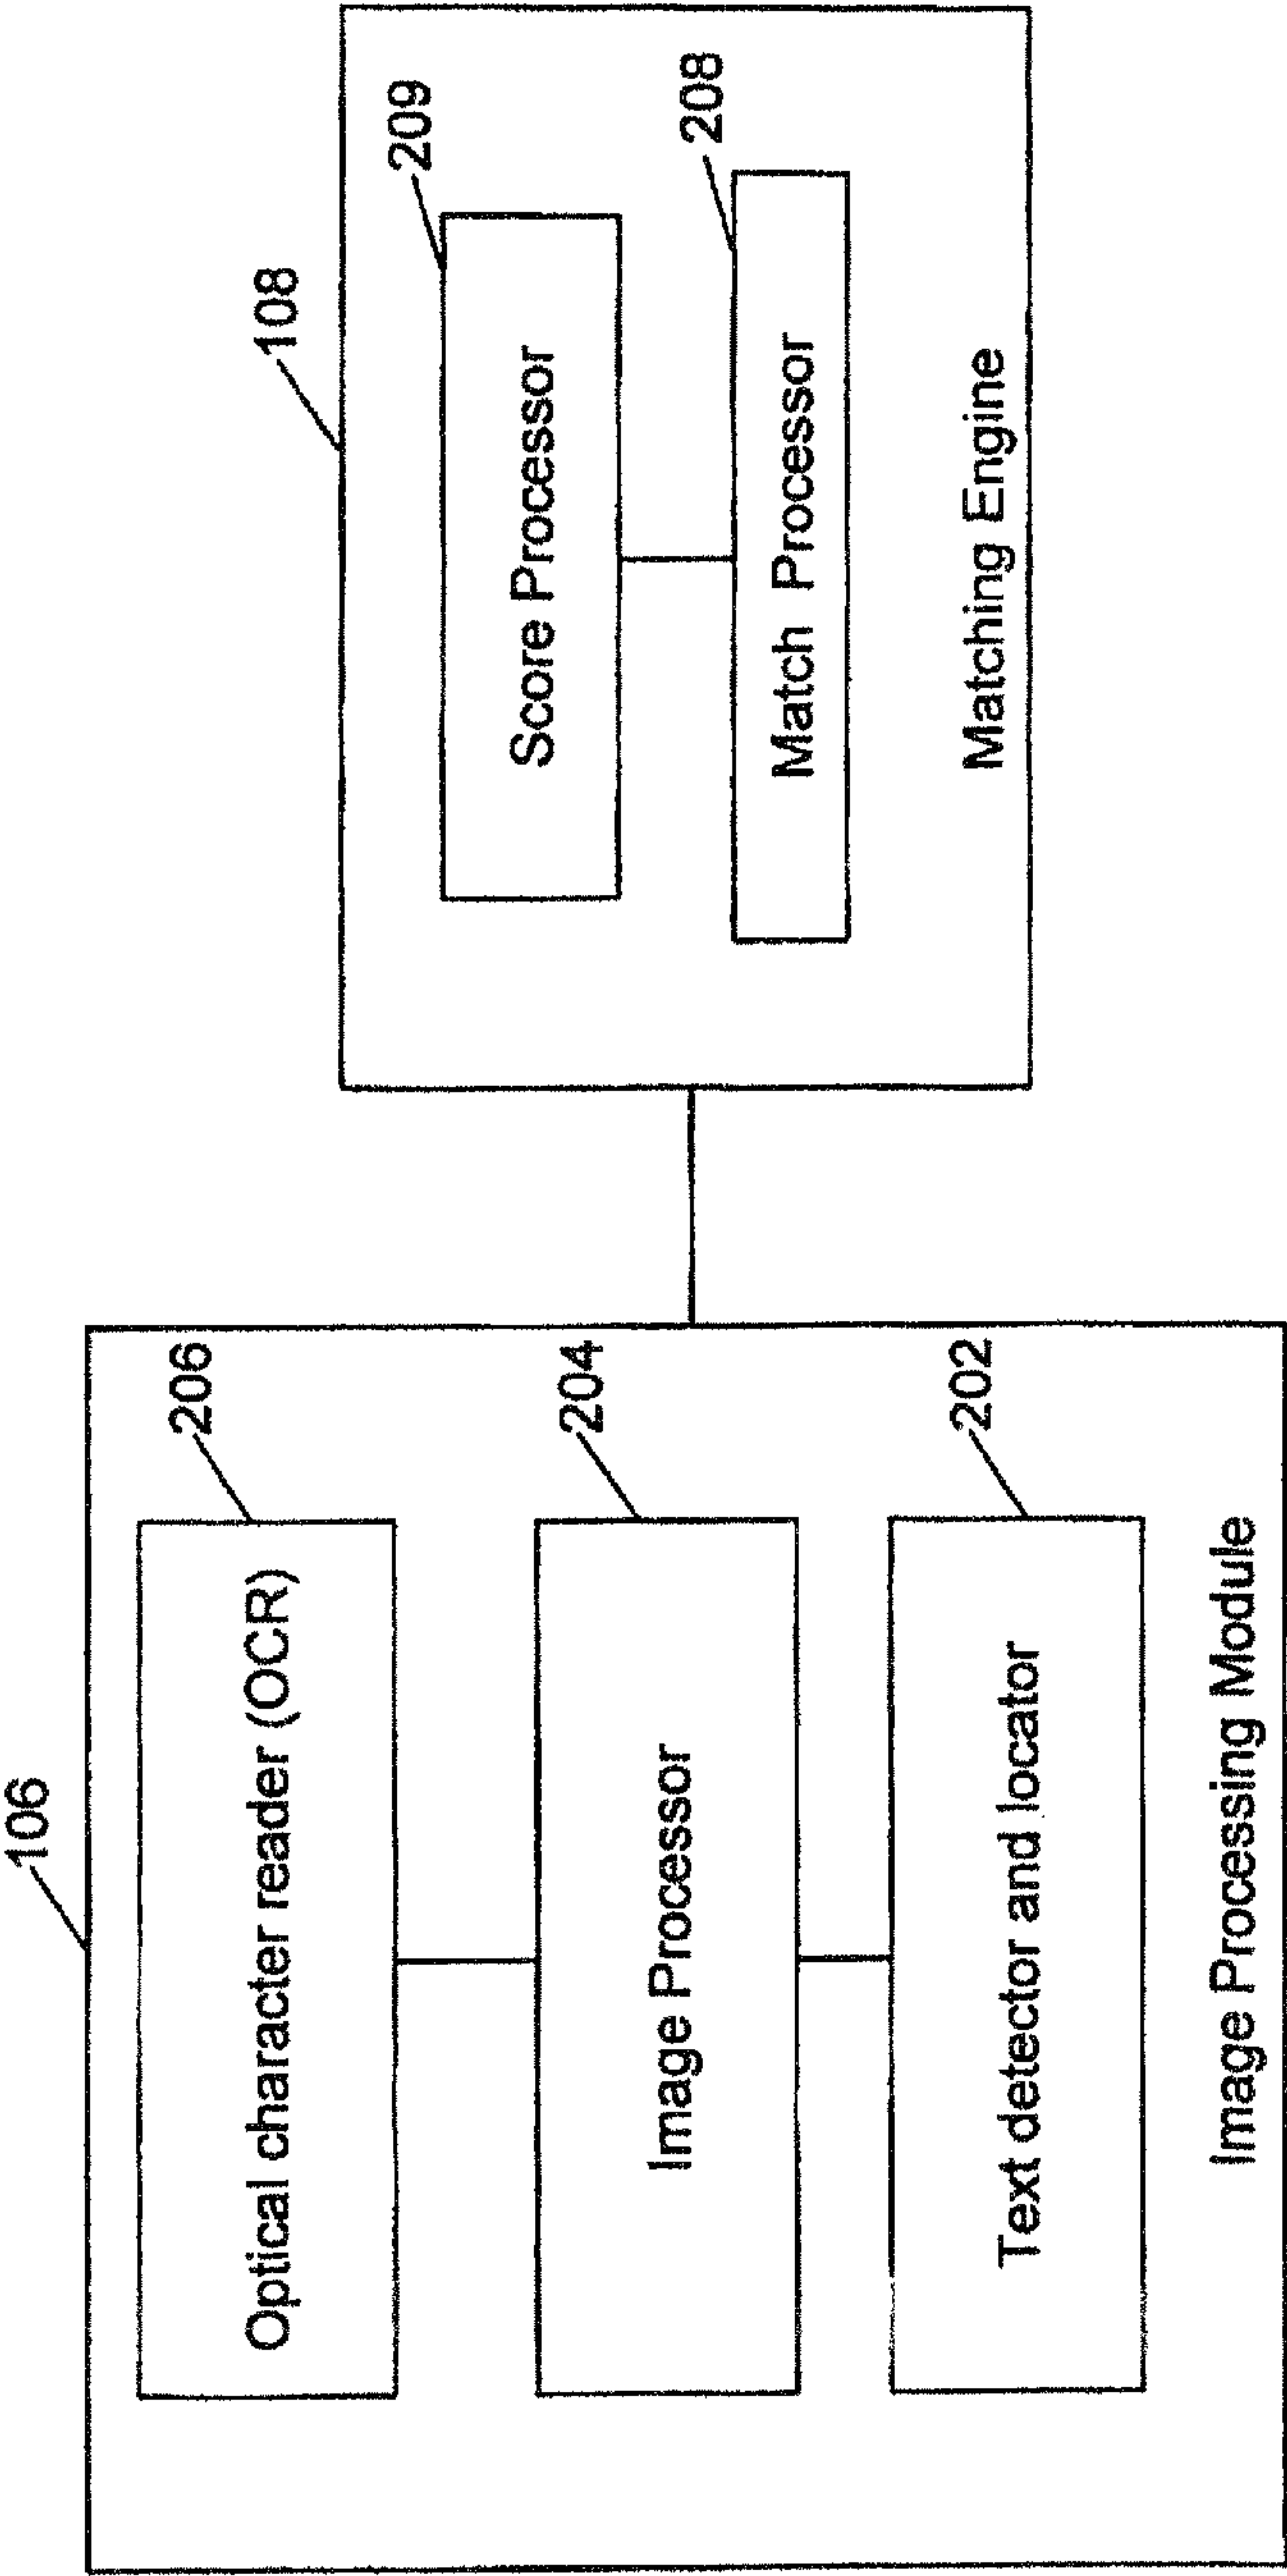 106
206
Optical character reader (OCR)
204
Image Processor
202
Text detector and locator
Image Processing Module
108
209
Score Processor
208
Match Processor
Matching Engine